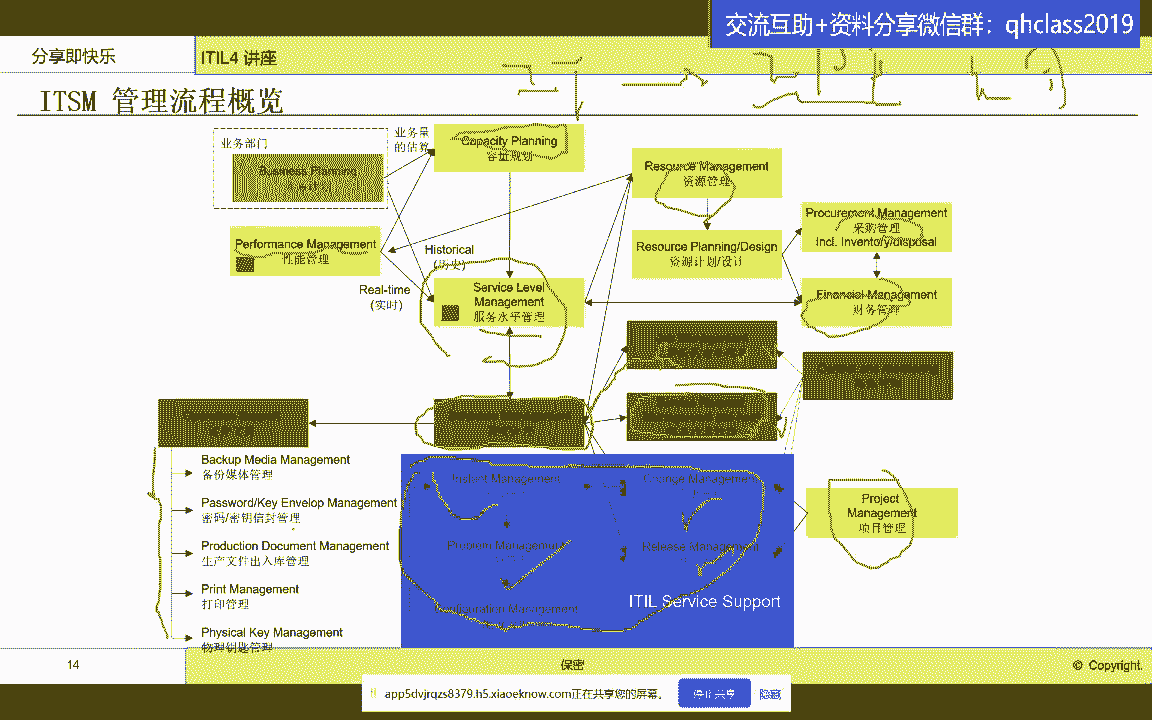 交流互助+资料分享微信群：qhclass2019
分享即快乐
ITIL4 讲座
ITSM 管理流程概览
业务部门
业务量
的估算
Capacity Planning
容量规划
Business Planning
Resource Management
资源管理
Procurement Management
采购管理
Incl. Inventory/disposal
Performance Management
性能管理
Historical
(历史)
Resource Planning/Design
资源计划/设计
Real-time
(实时)
Service Level
Management
服务水平管理
Financial Management
财务管理
Backup Media Management
备份媒体管理
Password/Key Envelop Management
密码/密钥信封管理
Production Document Management
生产文件出入库管理
Print Management
打印管理
Physical Key Management
物理钥匙管理
Change Management
Problem Management
Release Management
Configuration Management
ITIL Service Support
Project
Management
项目管理
14
保密
© Copyright.
app5dvjrqzs8379.h5.xiaoeknow.com正在共享您的屏幕。
停止共享
隐藏